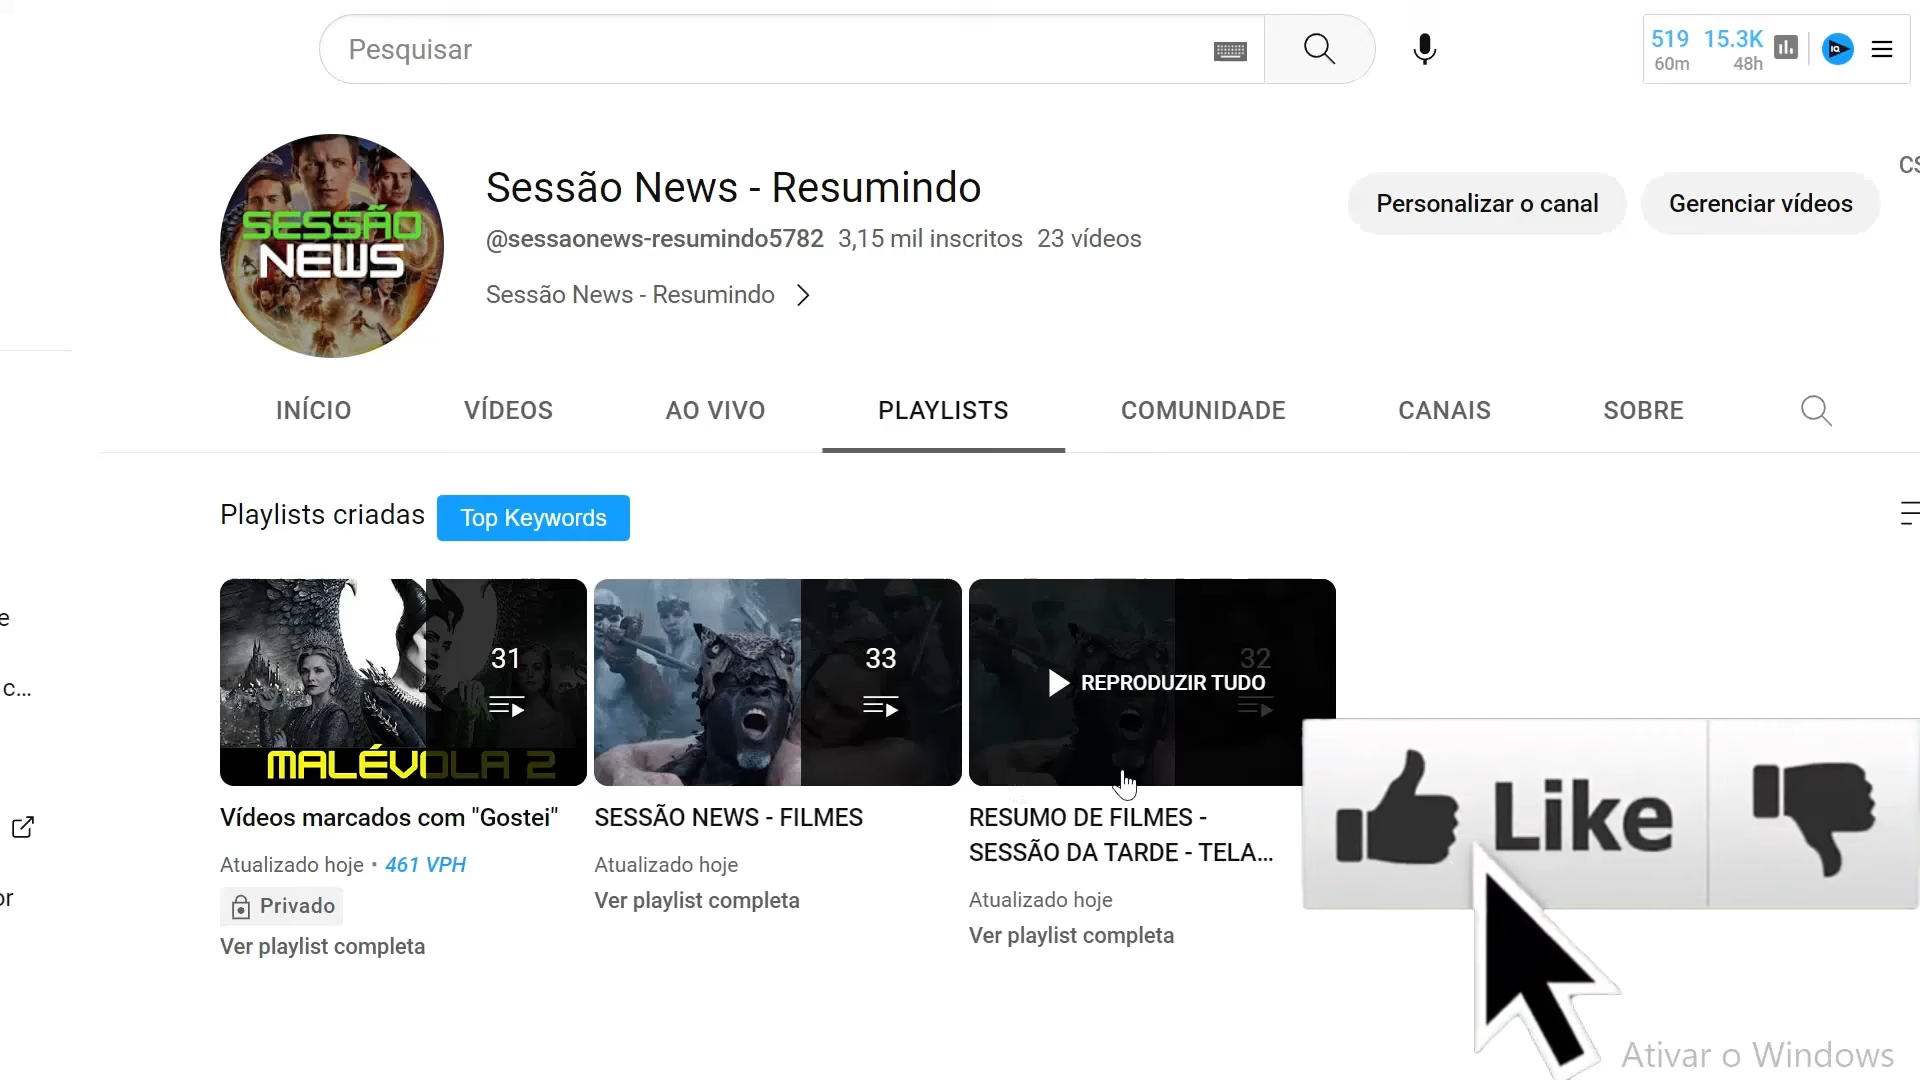 Pesquisar
519 15.3K
60m 48h
IQ
CS
SESSÃO
NEWS
Sessão News - Resumindo
@sessaonews-resumindo5782 3,15 mil inscritos 23 vídeos
Sessão News - Resumindo
Personalizar o canal
Gerenciar vídeos
INÍCIO
VÍDEOS
AO VIVO
PLAYLISTS
COMUNIDADE
CANAIS
SOBRE
Playlists criadas
Top Keywords
e
c...
or
31
MALÉVOLA 2
33
32
REPRODUZIR TUDO
Vídeos marcados com "Gostei"
Atualizado hoje • 461 VPH
Privado
Ver playlist completa
SESSÃO NEWS - FILMES
Atualizado hoje
Ver playlist completa
RESUMO DE FILMES -
SESSÃO DA TARDE - TELA...
Atualizado hoje
Ver playlist completa
Like
Ativar o Windows